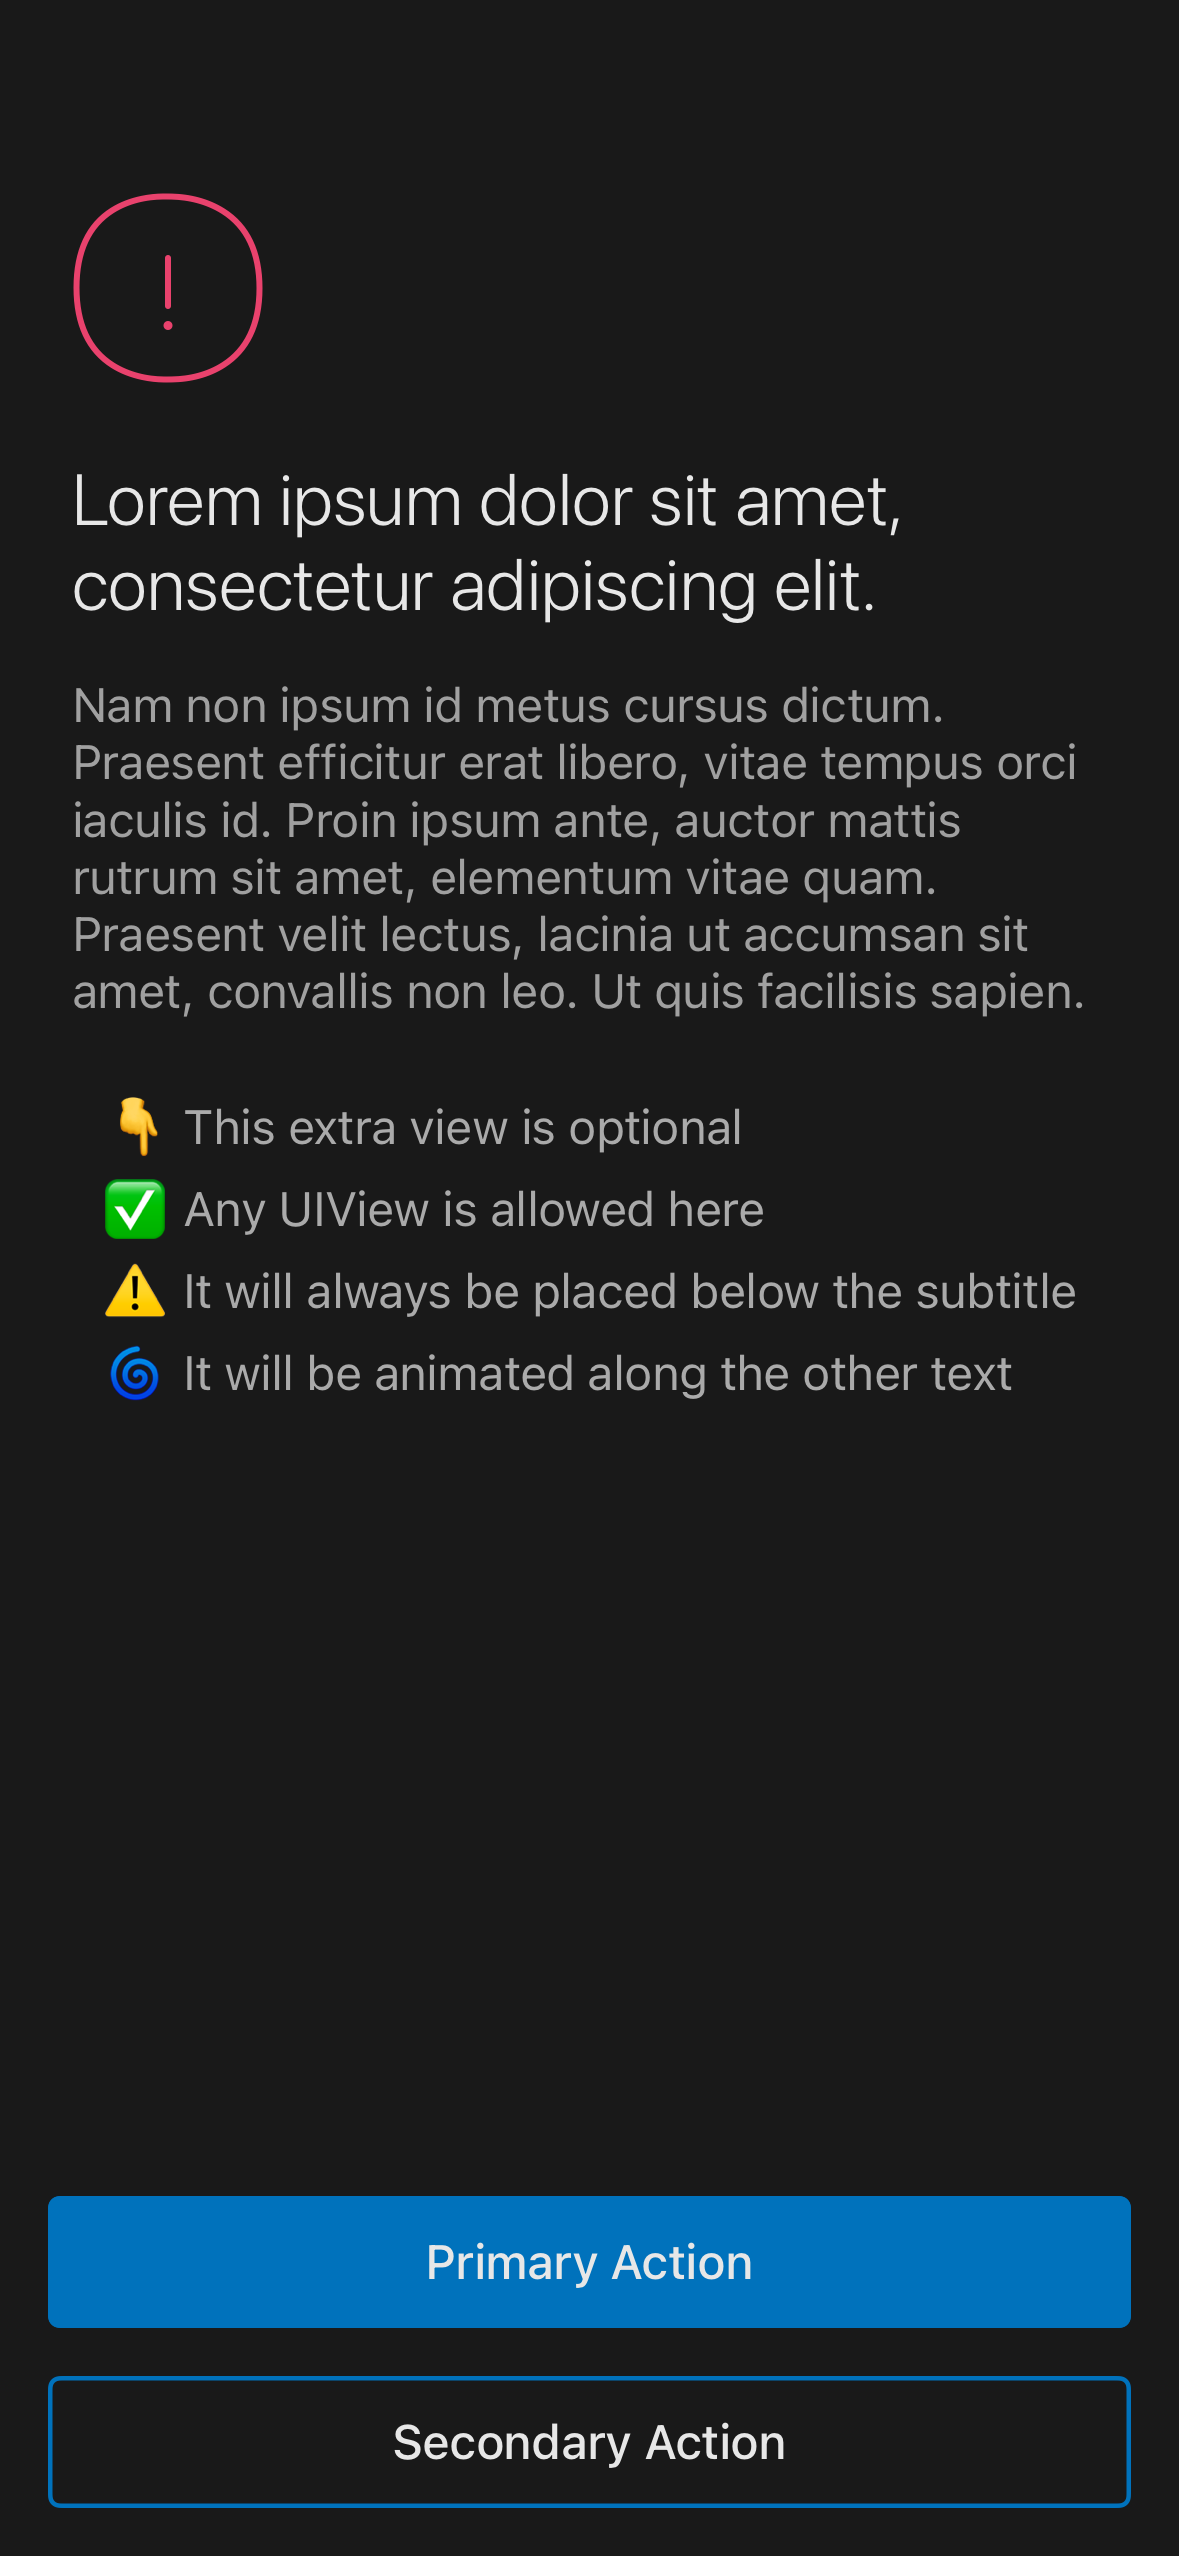 Lorem ipsum dolor sit amet,
consectetur adipiscing elit.
Nam non ipsum id metus cursus dictum.
Praesent efficitur erat libero, vitae tempus orci
iaculis id. Proin ipsum ante, auctor mattis
rutrum sit amet, elementum vitae quam.
Praesent velit lectus, lacinia ut accumsan sit
amet, convallis non leo. Ut quis facilisis sapien.
👇 This extra view is optional
✅ Any UIView is allowed here
⚠️ It will always be placed below the subtitle
🌀 It will be animated along the other text
Primary Action
Secondary Action